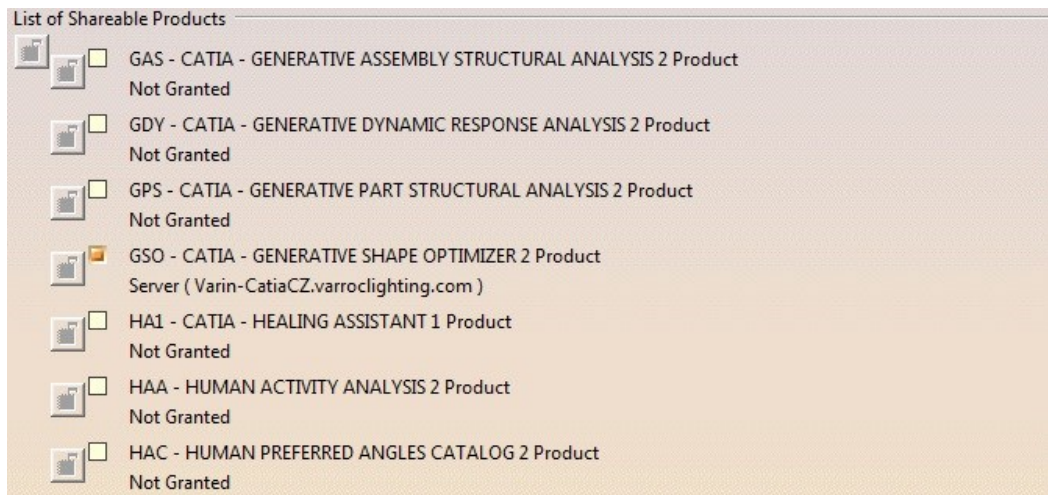 List of Shareable Products
GAS - CATIA - GENERATIVE ASSEMBLY STRUCTURAL ANALYSIS 2 Product
Not Granted
GDY - CATIA - GENERATIVE DYNAMIC RESPONSE ANALYSIS 2 Product
Not Granted
GPS - CATIA - GENERATIVE PART STRUCTURAL ANALYSIS 2 Product
Not Granted
GSO - CATIA - GENERATIVE SHAPE OPTIMIZER 2 Product
Server ( Varin-CatiaCZ.varroclighting.com )
HA1 - CATIA - HEALING ASSISTANT 1 Product
Not Granted
HAA - HUMAN ACTIVITY ANALYSIS 2 Product
Not Granted
HAC - HUMAN PREFERRED ANGLES CATALOG 2 Product
Not Granted